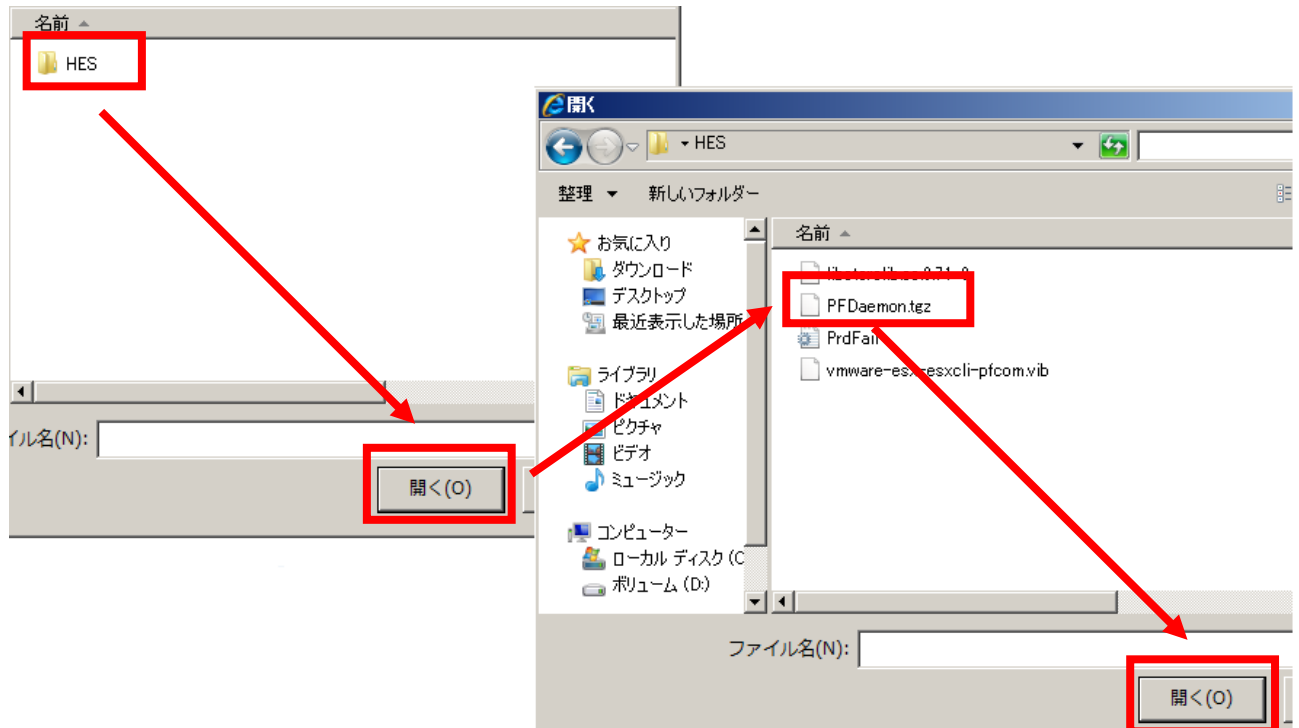 名前
HES
イル名(N):
開く(O)
開く
HES
整理 新しいフォルダー
お気に入り
ダウンロード
デスクトップ
最近表示した場所
ライブラリ
ドキュメント
ピクチャ
ビデオ
ミュージック
コンピューター
ローカル ディスク (C
ボリューム (D:)
名前
PFDaemon.tgz
PrdFail
vmware-esx-esxcli-pfcom.vib
ファイル名(N):
開く(O)